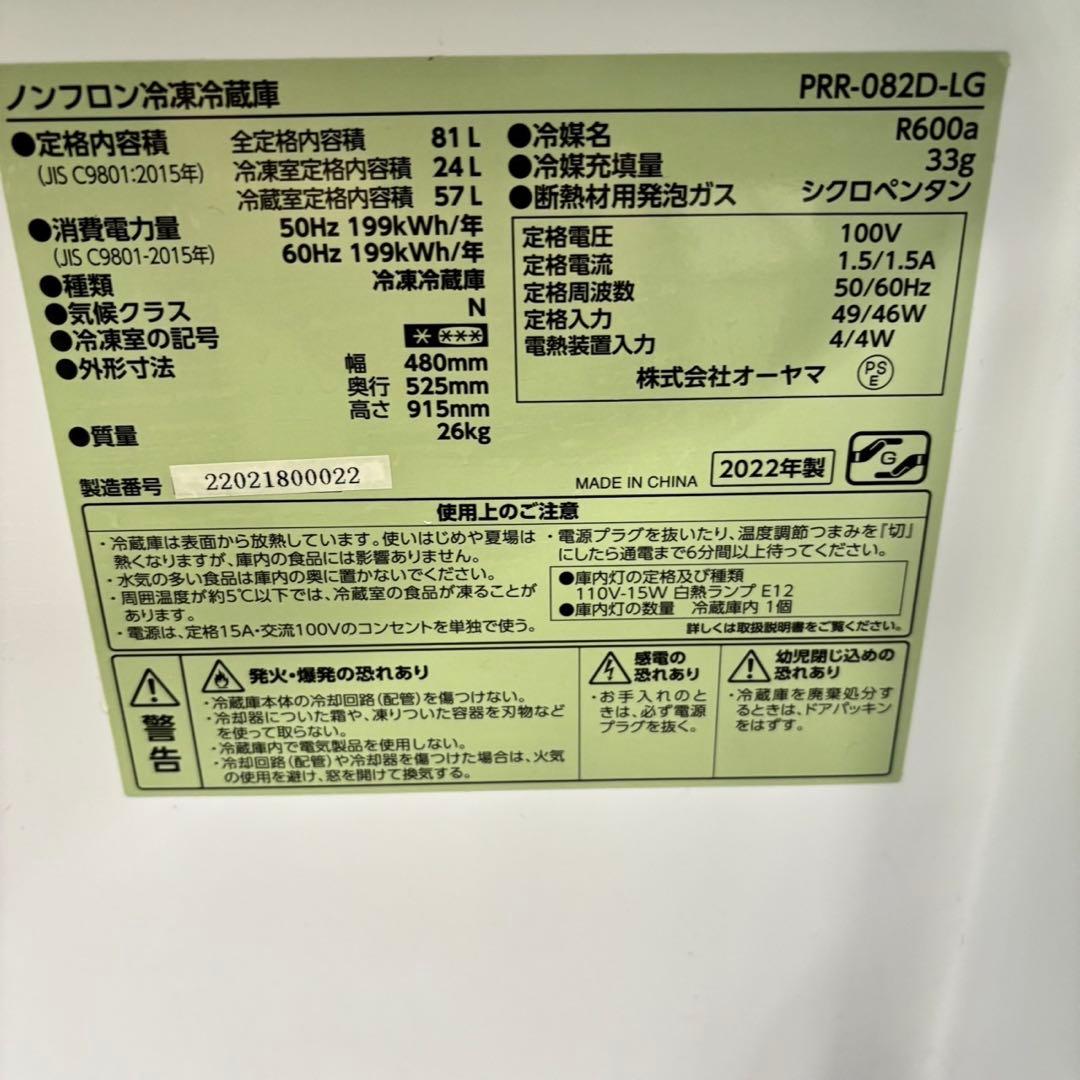 ノンフロン冷凍冷蔵庫 PRR-082D-LG
●定格内容積 全定格内容積 81 L
(JIS C9801:2015年) 冷凍室定格内容積 24 L
冷蔵室定格内容積 57 L
●消費電力量 50Hz 199kWh/年
(JIS C9801-2015年) 60Hz 199kWh/年
●種類 冷凍冷蔵庫
●気候クラス N
●冷凍室の記号 * ***
●外形寸法 幅 480mm
奥行 525mm
高さ 915mm
●質量 26kg
●冷媒名 R600a
●冷媒充填量 33g
●断熱材用発泡ガス シクロペンタン
定格電圧 100V
定格電流 1.5/1.5A
定格周波数 50/60Hz
定格入力 49/46W
電熱装置入力 4/4W
株式会社オーヤマ PSE
製造番号 22021800022
MADE IN CHINA 2022年製 G
使用上のご注意
・冷蔵庫は表面から放熱しています。使いはじめや夏場は
熱くなりますが、庫内の食品には影響ありません。
・水気の多い食品は庫内の奥に置かないでください。
・周囲温度が約5℃以下では、冷蔵室の食品が凍ることが
あります。
・電源は、定格15A・交流100Vのコンセントを単独で使う。
・電源プラグを抜いたり、温度調節つまみを「切」
にしたら通電まで6分間以上待ってください。
●庫内灯の定格及び種類
110V-15W 白熱ランプ E12
●庫内灯の数量 冷蔵庫内 1個
詳しくは取扱説明書をご覧ください。
警告
発火・爆発の恐れあり
・冷蔵庫本体の冷却回路(配管)を傷つけない。
・冷却器についた霜や、凍りついた容器を刃物など
を使って取らない。
・冷蔵庫内で電気製品を使用しない。
・冷却回路(配管)や冷却器を傷つけた場合は、火気
の使用を避け、窓を開けて換気する。
感電の
恐れあり
・お手入れのと
きは、必ず電源
プラグを抜く。
幼児閉じ込めの
恐れあり
・冷蔵庫を廃棄処分す
るときは、ドアパッキン
をはずす。